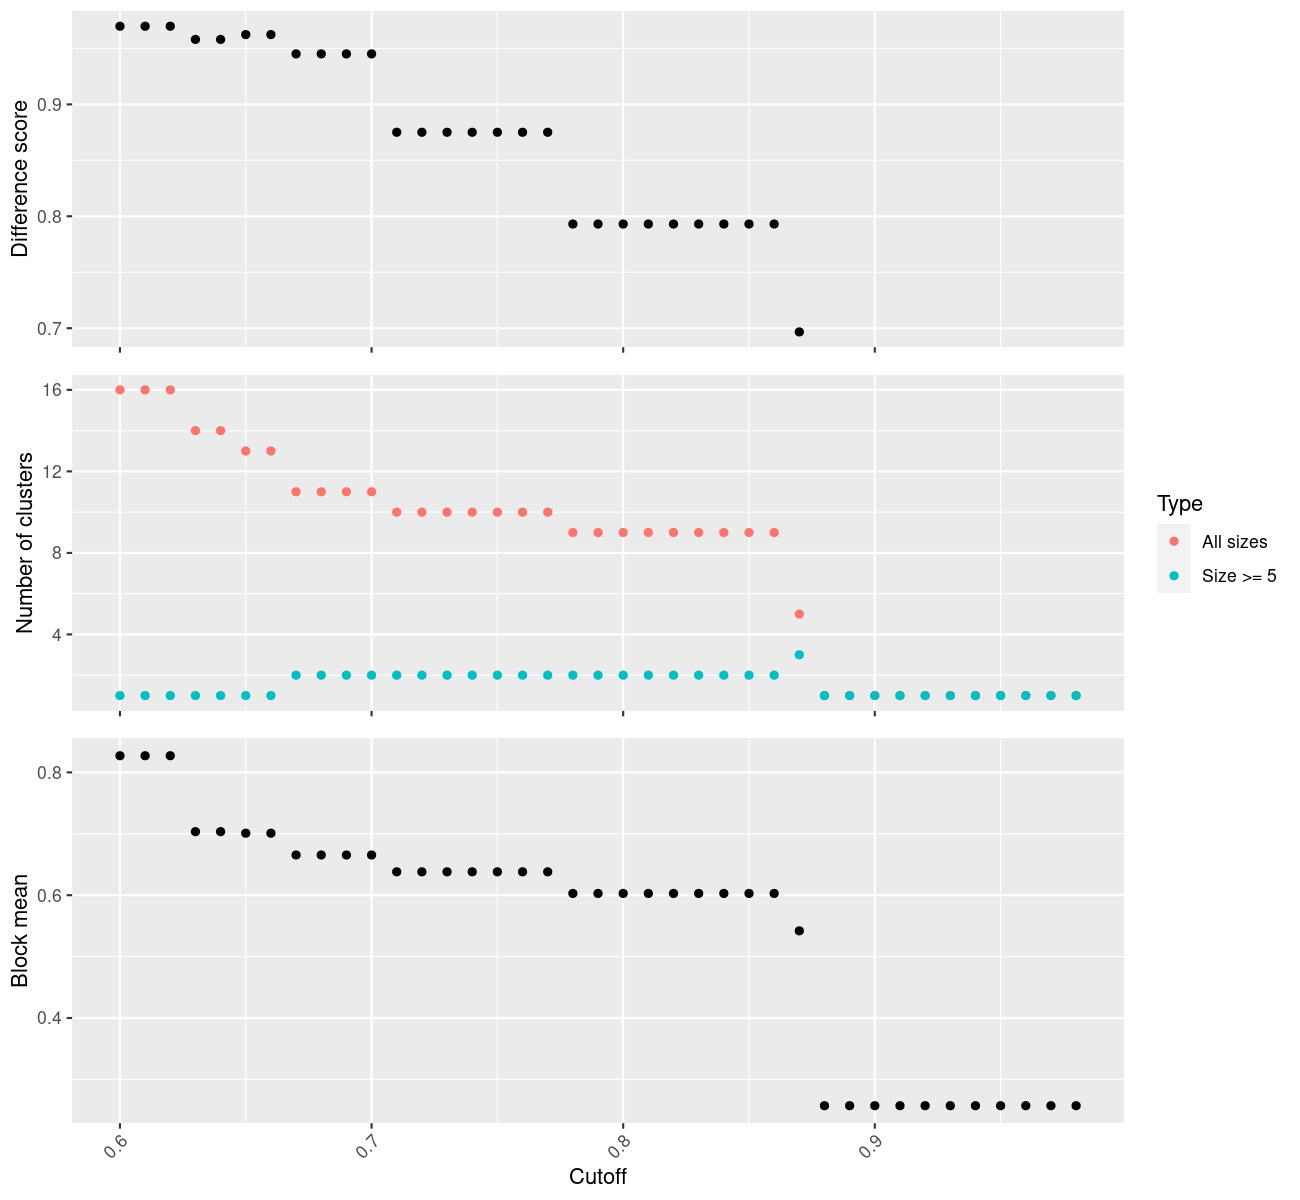 Difference score
0.9
0.8
0.7
Number of clusters
16
12
8
4
Type
All sizes
Size >= 5
Block mean
0.8
0.6
0.4
0.6
0.7
0.8
0.9
Cutoff